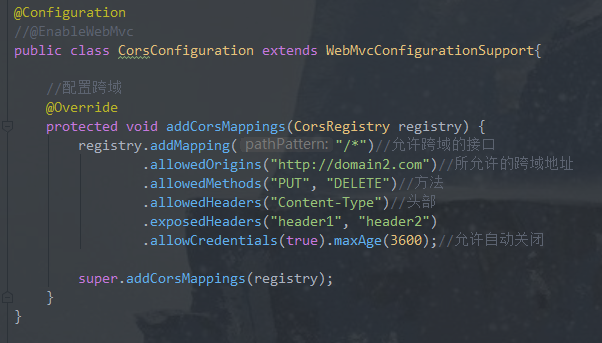 @Configuration
//@EnableWebMvc
public class CorsConfiguration extends WebMvcConfigurationSupport{
//配置跨域
@Override
protected void addCorsMappings(CorsRegistry registry) {
registry.addMapping( pathPattern: "/*")//允许跨域的接口
.allowedOrigins("http://domain2.com")//所允许的跨域地址
.allowedMethods("PUT", "DELETE")//方法
.allowedHeaders("Content-Type")//头部
.exposedHeaders("header1", "header2")
.allowCredentials(true).maxAge(3600);//允许自动关闭
super.addCorsMappings(registry);
}
}